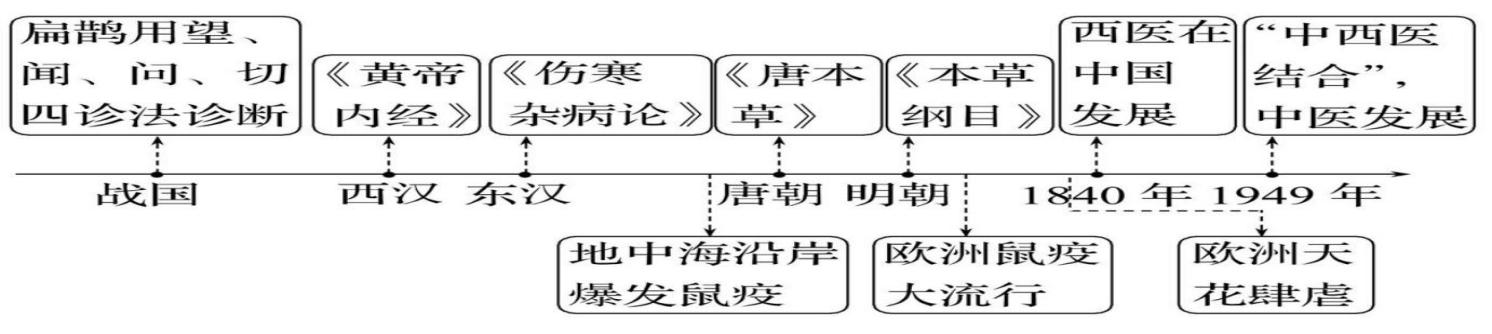 扁鹊用望、
闻、问、切
四诊法诊断
《黄帝
内经》
《伤寒
杂病论》
《唐本
草》
《本草
纲目》
西医在
中国
发展
“中西医
结合”,
中医发展
战国
西汉
东汉
唐朝
明朝
1840 年
1949 年
地中海沿岸
爆发鼠疫
欧洲鼠疫
大流行
欧洲天
花肆虐